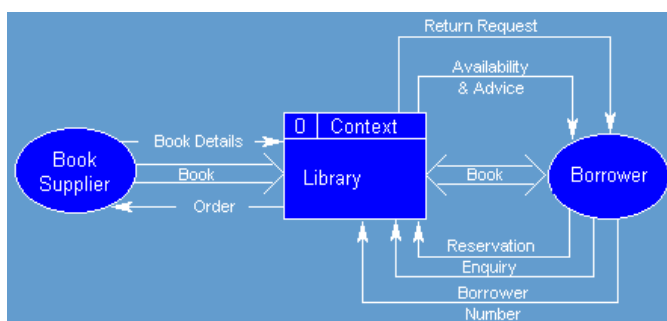 Return Request
Availability
& Advice
0 Context
Book Details
Book
Supplier
Book
Order
Library
Book
Borrower
Reservation
Enquiry
Borrower
Number